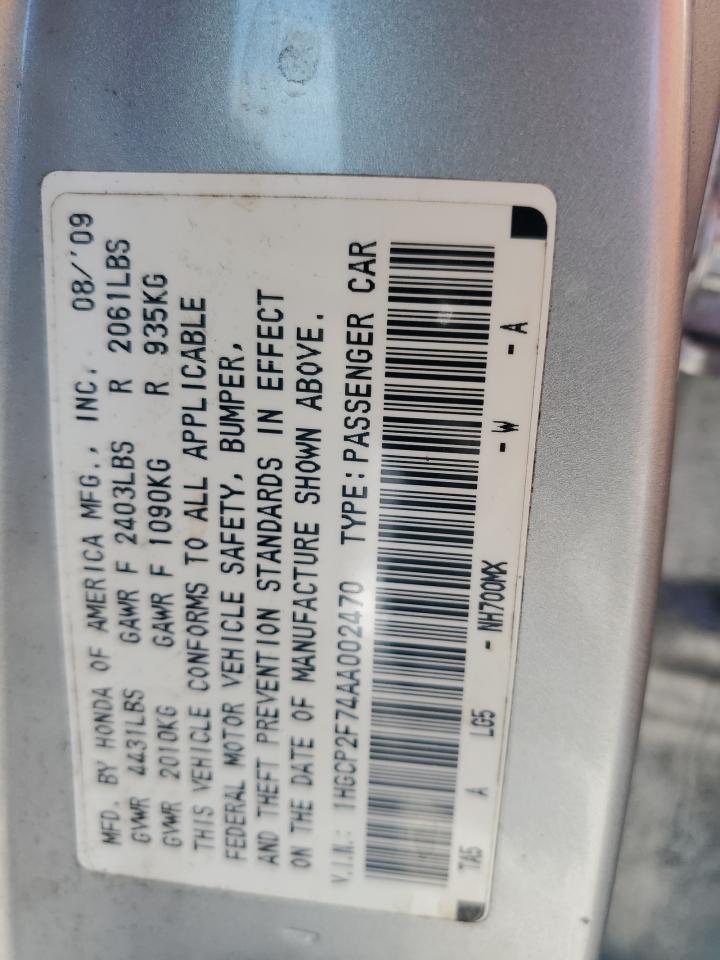 MFD. BY HONDA OF AMERICA MFG., INC. 08/'09
GVWR 4431LBS GAWR F 2403LBS R 2061LBS
GVWR 2010KG GAWR F 1090KG R 935KG
THIS VEHICLE CONFORMS TO ALL APPLICABLE
FEDERAL MOTOR VEHICLE SAFETY, BUMPER,
AND THEFT PREVENTION STANDARDS IN EFFECT
ON THE DATE OF MANUFACTURE SHOWN ABOVE.
V.I.N.: 1HGCP2F74AA002470 TYPE: PASSENGER CAR
TA5 A LG5 - NH700MX -W -A